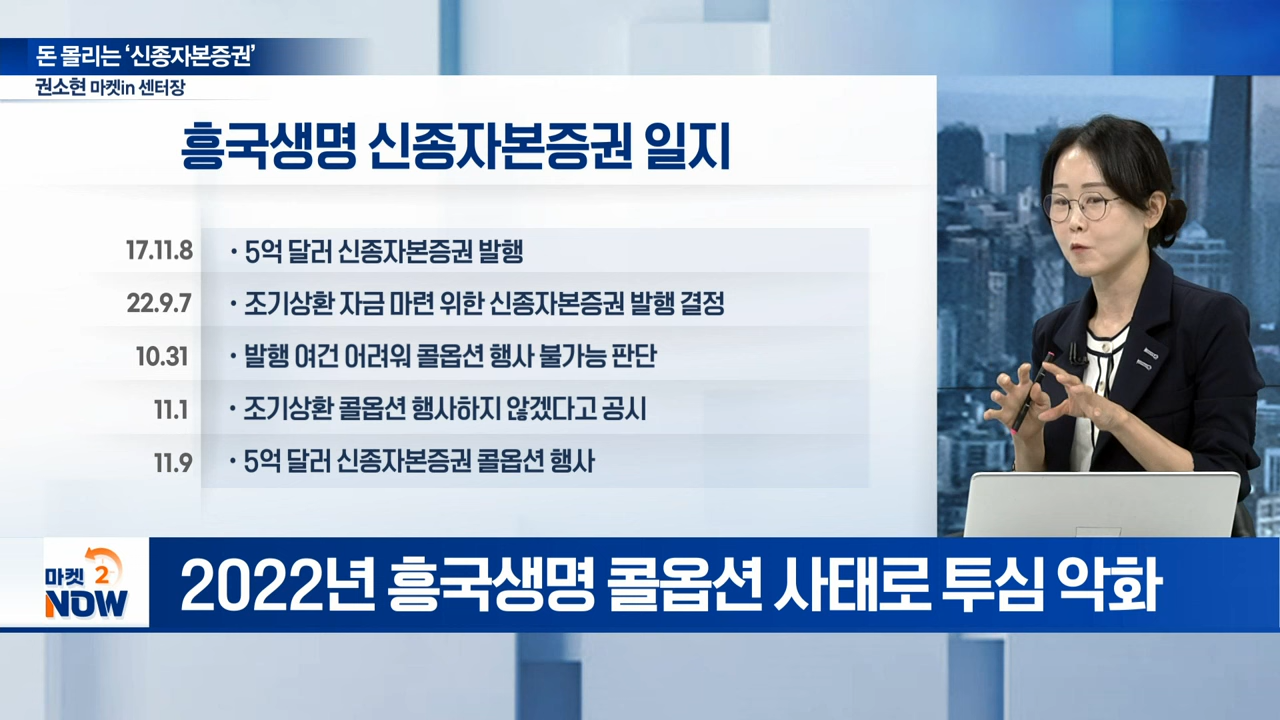 돈 몰리는 ‘신종자본증권’
권소현 마켓in 센터장
흥국생명 신종자본증권 일지
17.11.8 · 5억 달러 신종자본증권 발행
22.9.7 · 조기상환 자금 마련 위한 신종자본증권 발행 결정
10.31 · 발행 여건 어려워 콜옵션 행사 불가능 판단
11.1 · 조기상환 콜옵션 행사하지 않겠다고 공시
11.9 · 5억 달러 신종자본증권 콜옵션 행사
마켓 2
NOW
2022년 흥국생명 콜옵션 사태로 투심 악화